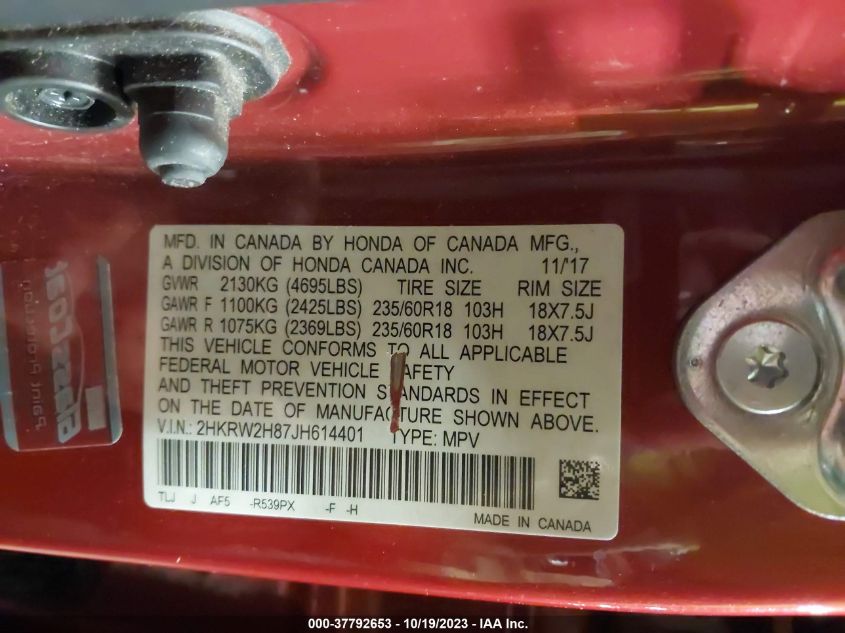 MFD. IN CANADA BY HONDA OF CANADA MFG.,
A DIVISION OF HONDA CANADA INC. 11/'17
GVWR 2130KG (4695LBS) TIRE SIZE RIM SIZE
GAWR F 1100KG (2425LBS) 235/60R18 103H 18X7.5J
GAWR R 1075KG (2369LBS) 235/60R18 103H 18X7.5J
THIS VEHICLE CONFORMS TO ALL APPLICABLE
FEDERAL MOTOR VEHICLE SAFETY
AND THEFT PREVENTION STANDARDS IN EFFECT
ON THE DATE OF MANUFACTURE SHOWN ABOVE.
V.I.N.: 2HKRW2H87JH614401 TYPE: MPV
TLJ J AF5 -R539PX -F -H
MADE IN CANADA
Paint Protection
000-37792653 - 10/19/2023 - IAA Inc.